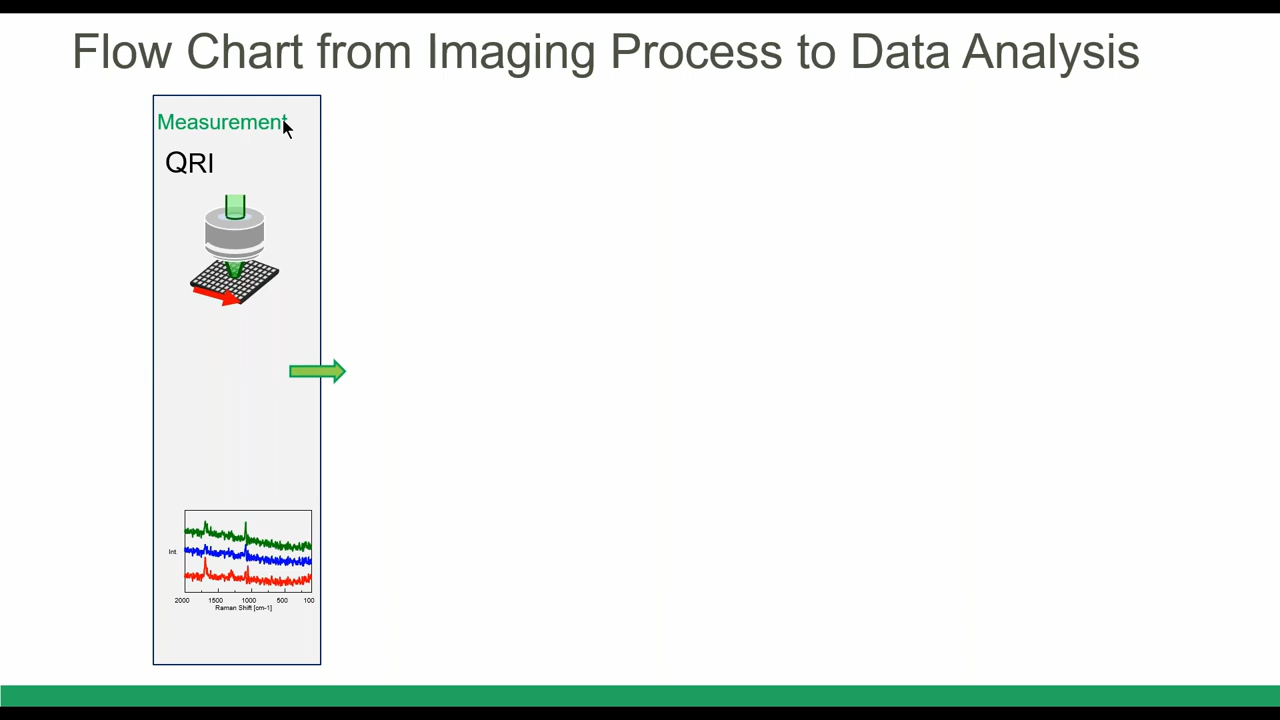 Flow Chart from Imaging Process to Data Analysis
Measurement
QRI
Int.
2000 1500 1000 500 100
Raman Shift [cm-1]